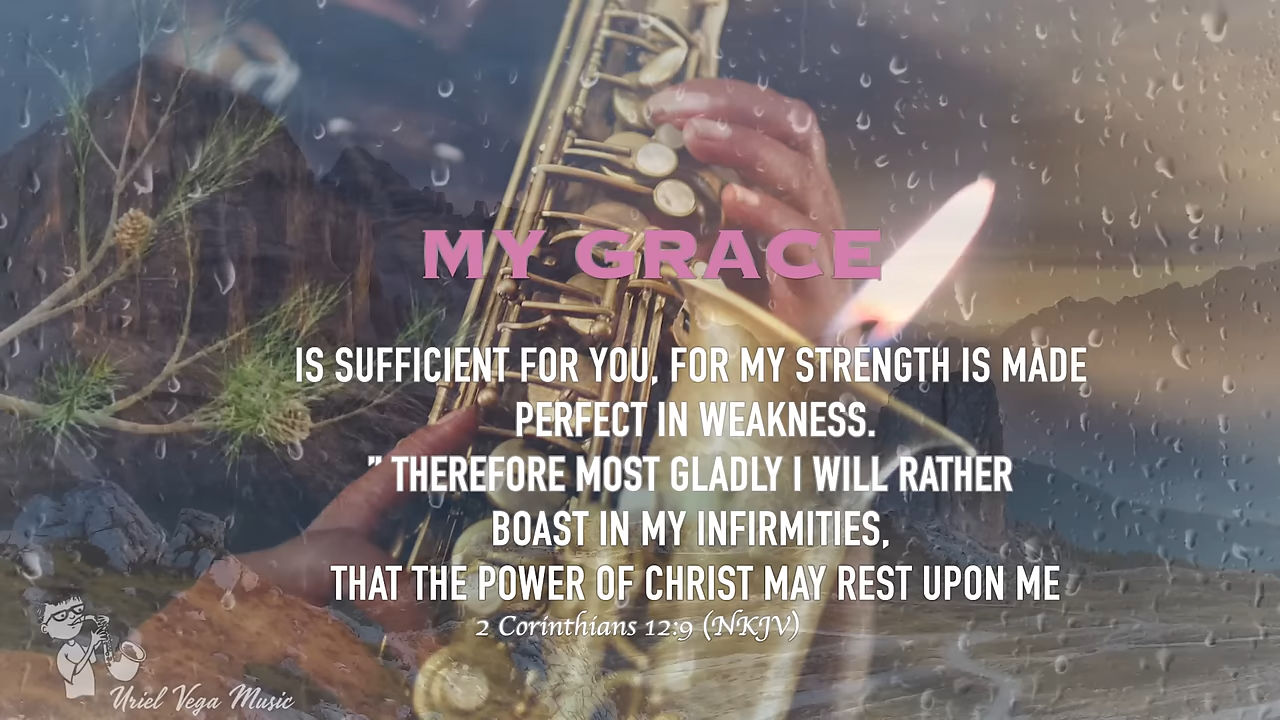 MY GRACE
IS SUFFICIENT FOR YOU, FOR MY STRENGTH IS MADE
PERFECT IN WEAKNESS.
” THEREFORE MOST GLADLY I WILL RATHER
BOAST IN MY INFIRMITIES,
THAT THE POWER OF CHRIST MAY REST UPON ME
2 Corinthians 12:9 (NKJV)
Uriel Vega Music